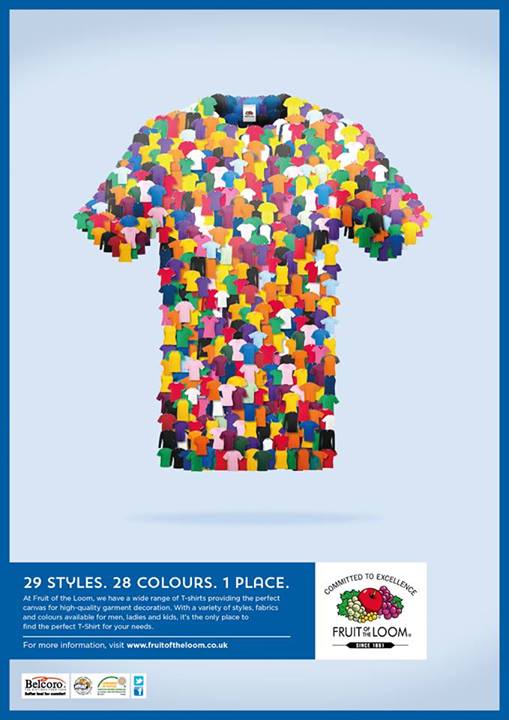 29 STYLES. 28 COLOURS. 1 PLACE.
At Fruit of the Loom, we have a wide range of T-shirts providing the perfect
canvas for high-quality garment decoration. With a variety of styles, fabrics
and colours available for men, ladies and kids, it's the only place to
find the perfect T-Shirt for your needs.
For more information, visit www.fruitoftheloom.co.uk
COMMITTED TO EXCELLENCE
FRUIT OF THE LOOM®
SINCE 1851
Belcoro®